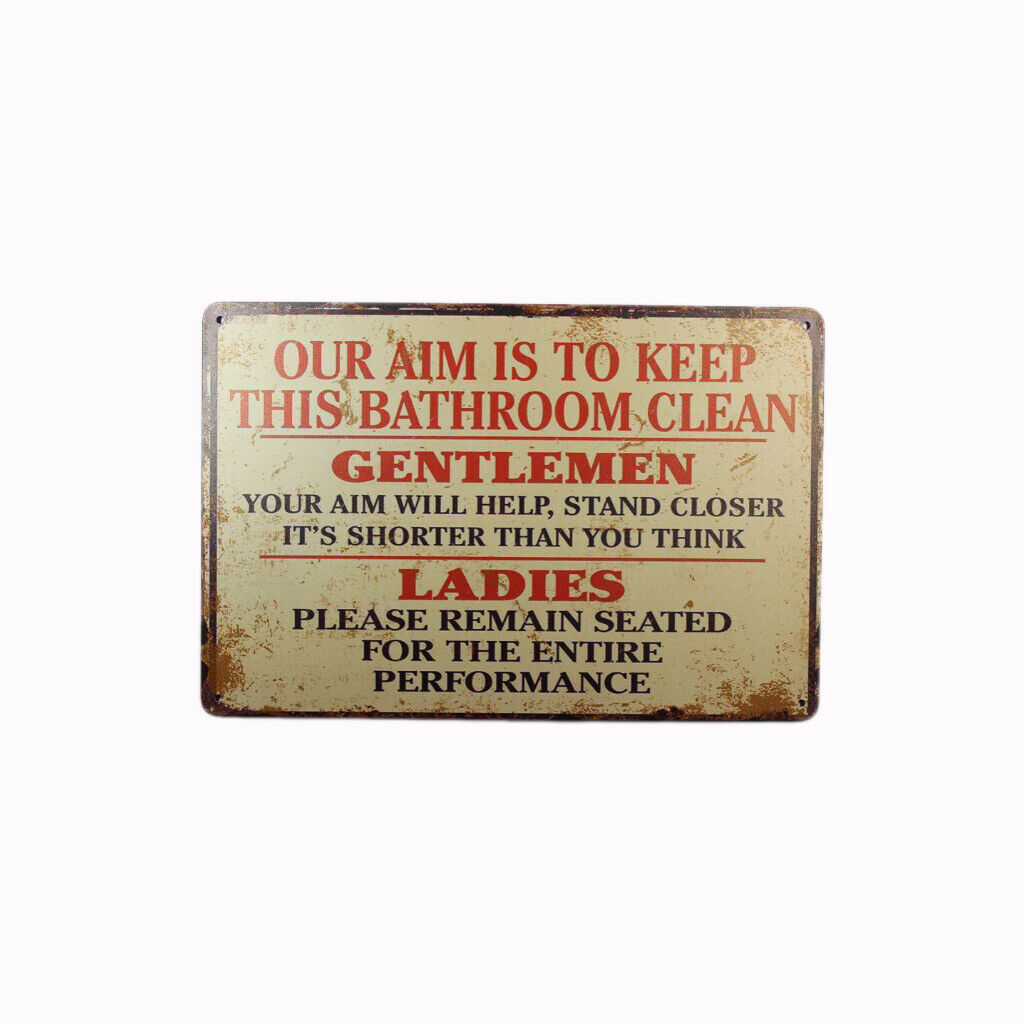 OUR AIM IS TO KEEP
THIS BATHROOM CLEAN
GENTLEMEN
YOUR AIM WILL HELP, STAND CLOSER
IT'S SHORTER THAN YOU THINK
LADIES
PLEASE REMAIN SEATED
FOR THE ENTIRE
PERFORMANCE